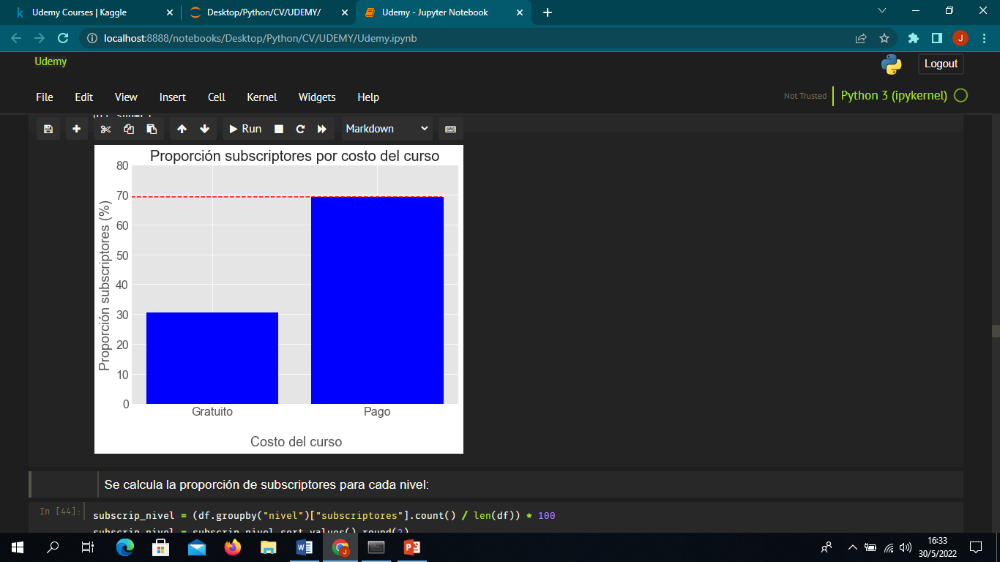 Udemy Courses | Kaggle
Desktop/Python/CV/UDEMY/
Udemy - Jupyter Notebook
localhost:8888/notebooks/Desktop/Python/CV/UDEMY/Udemy.ipynb
J
Udemy
Logout
File Edit View Insert Cell Kernel Widgets Help
Not Trusted
Python 3 (ipykernel)
Run
Markdown
Proporción subscriptores por costo del curso
Proporción subscriptores (%)
80
70
60
50
40
30
20
10
0
Gratuito Pago
Costo del curso
Se calcula la proporción de subscriptores para cada nivel:
In [44]:
subscrip_nivel = (df.groupby("nivel")["subscriptores"].count() / len(df)) * 100
subscrip_nivel = subscrip_nivel.sort_values().round(2)
16:33
30/5/2022